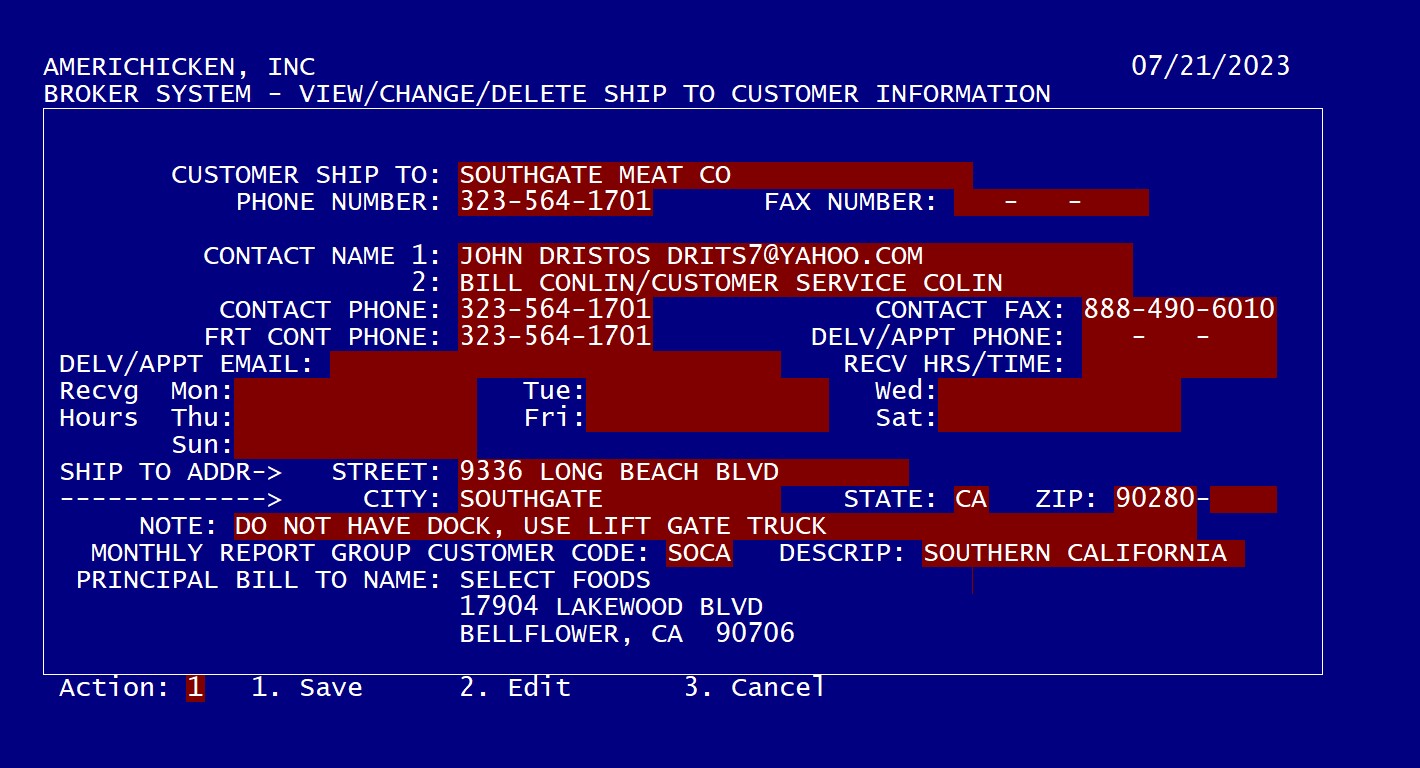 AMERICHICKEN, INC 07/21/2023
BROKER SYSTEM - VIEW/CHANGE/DELETE SHIP TO CUSTOMER INFORMATION
CUSTOMER SHIP TO: SOUTHGATE MEAT CO
PHONE NUMBER: 323-564-1701 FAX NUMBER: - -
CONTACT NAME 1: JOHN DRISTOS DRITS7@YAHOO.COM
2: BILL CONLIN/CUSTOMER SERVICE COLIN
CONTACT PHONE: 323-564-1701 CONTACT FAX: 888-490-6010
FRT CONT PHONE: 323-564-1701 DELV/APPT PHONE: - -
DELV/APPT EMAIL: RECV HRS/TIME:
Recvg Mon: Tue: Wed:
Hours Thu: Fri: Sat:
Sun:
SHIP TO ADDR-> STREET: 9336 LONG BEACH BLVD
-------------> CITY: SOUTHGATE STATE: CA ZIP: 90280-
NOTE: DO NOT HAVE DOCK, USE LIFT GATE TRUCK
MONTHLY REPORT GROUP CUSTOMER CODE: SOCA DESCRIP: SOUTHERN CALIFORNIA
PRINCIPAL BILL TO NAME: SELECT FOODS
17904 LAKEWOOD BLVD
BELLFLOWER, CA 90706
Action: 1 1. Save 2. Edit 3. Cancel